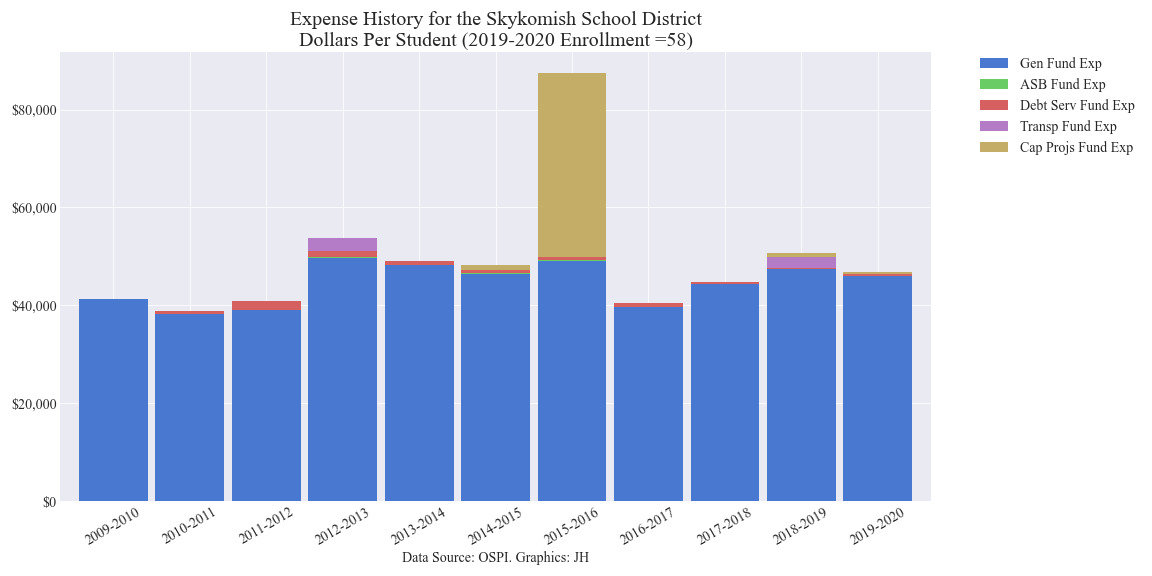 Expense History for the Skykomish School District
Dollars Per Student (2019-2020 Enrollment =58)
Gen Fund Exp
ASB Fund Exp
Debt Serv Fund Exp
Transp Fund Exp
Cap Projs Fund Exp
$80,000
$60,000
$40,000
$20,000
$0
2009-2010
2010-2011
2011-2012
2012-2013
2013-2014
2014-2015
2015-2016
2016-2017
2017-2018
2018-2019
2019-2020
Data Source: OSPI. Graphics: JH